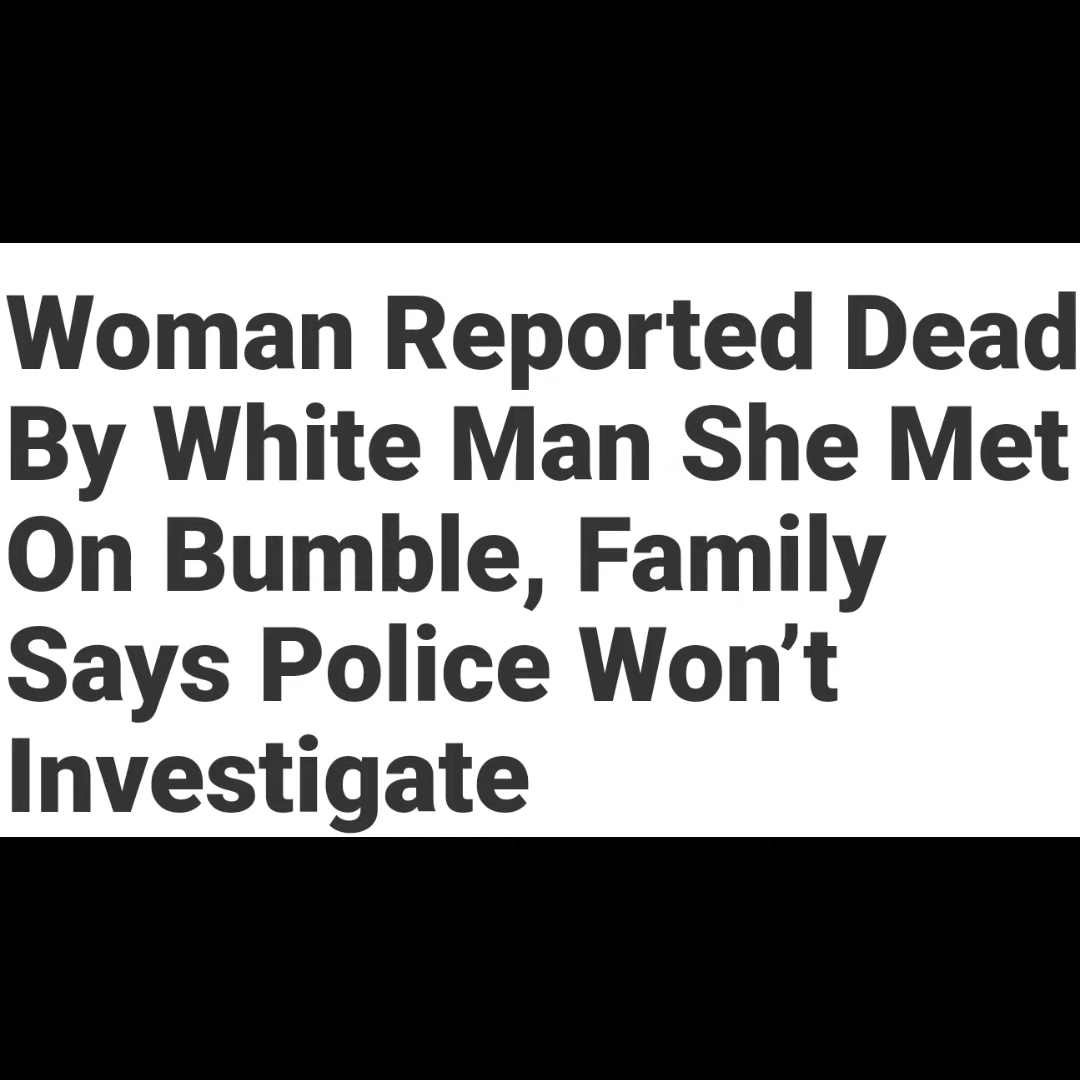 Woman Reported Dead
By White Man She Met
On Bumble, Family
Says Police Won’t
Investigate